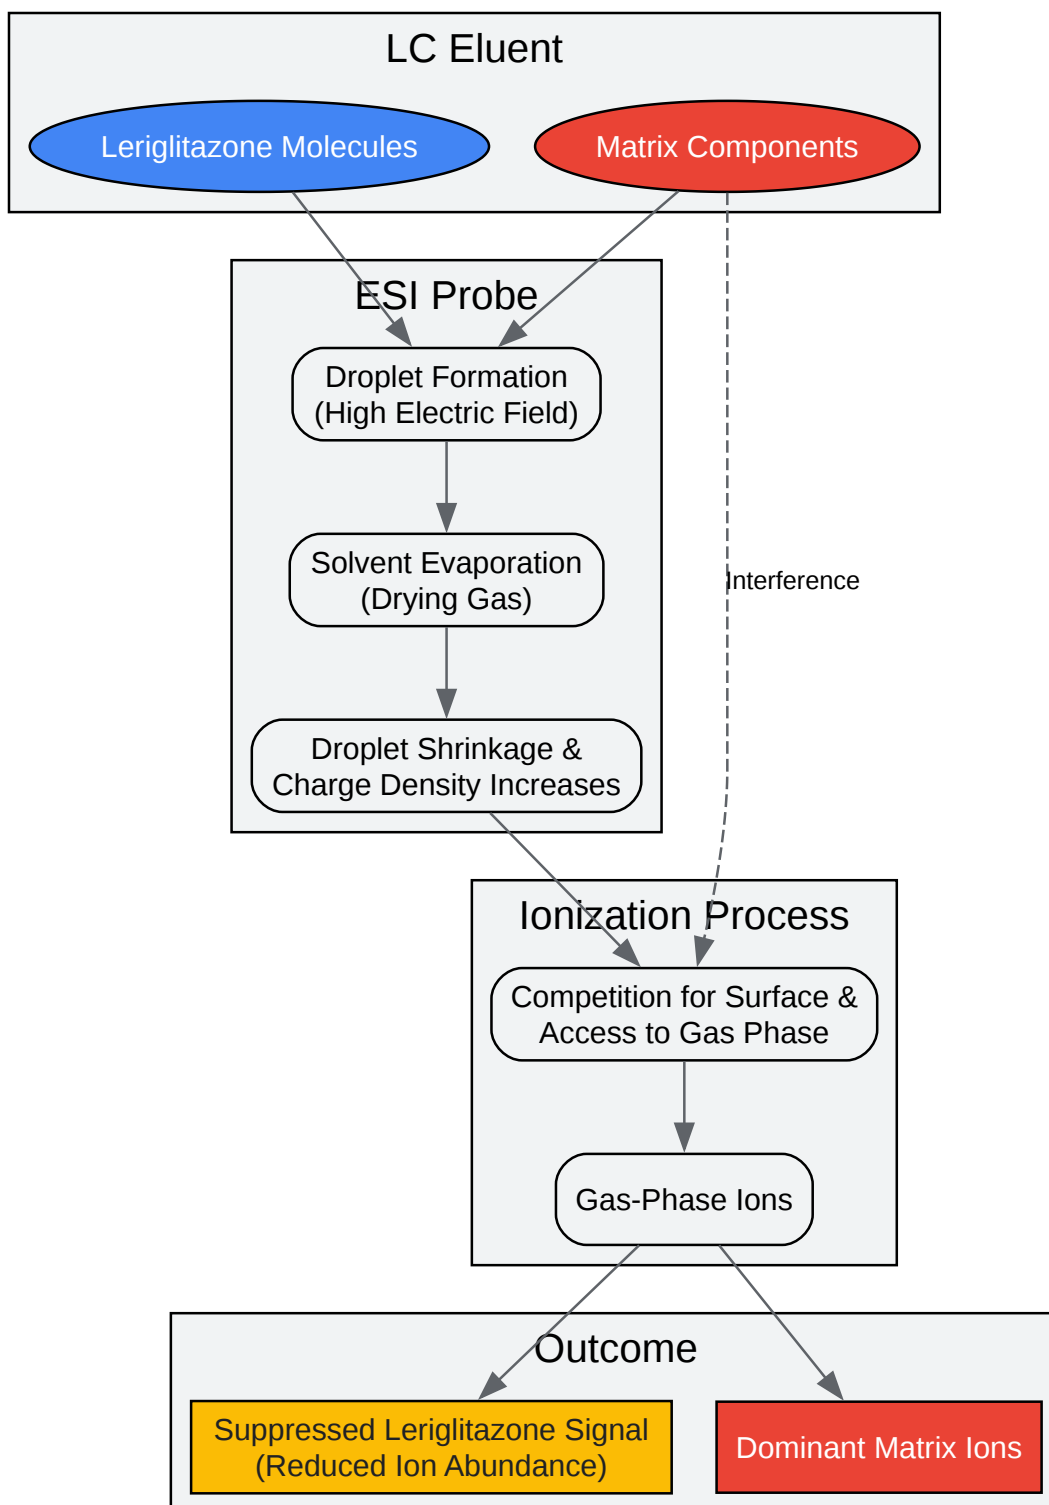 LC Eluent
Leriglitazone Molecules
Matrix Components
ESI Probe
Droplet Formation
(High Electric Field)
Solvent Evaporation
(Drying Gas)
Interference
Droplet Shrinkage &
Charge Density Increases
Ionization Process
Competition for Surface &
Access to Gas Phase
Gas-Phase Ions
Outcome
Suppressed Leriglitazone Signal
(Reduced Ion Abundance)
Dominant Matrix Ions